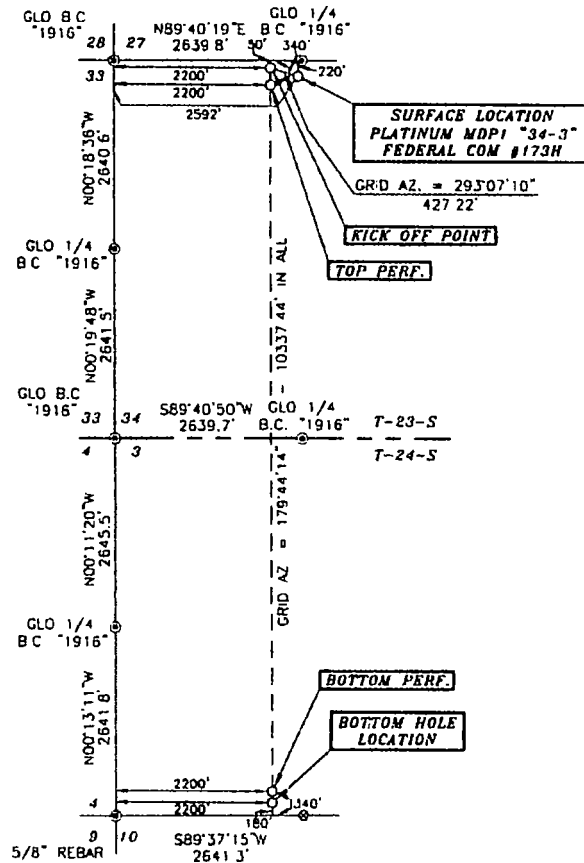 GLO B C
"1916"
N89°40'19"E
2639 8'
GLO 1/4
B C "1916"
28 27
33
50'
340'
220'
2200'
2200'
2592'
SURFACE LOCATION
PLATINUM MDP1 "34-3"
FEDERAL COM #173H
GRID AZ. = 293°07'10"
427 22'
KICK OFF POINT
TOP PERF.
N00°18'36"W
2640 6'
GLO 1/4
B C "1916"
N00°19'48"W
2641.5'
GRID AZ = 179°44'14" - 10337 44' IN ALL
GLO B.C
"1916"
33 34
4 3
S89°40'50"W
2639.7'
GLO 1/4
B.C. "1916"
T-23-S
T-24-S
N00°11'20"W
2645.5'
GLO 1/4
B C "1916"
N00°13'11"W
2641 8'
BOTTOM PERF.
BOTTOM HOLE
LOCATION
2200'
2200'
180'
340'
4
9 10
5/8" REBAR
S89°37'15"W
2641 3'